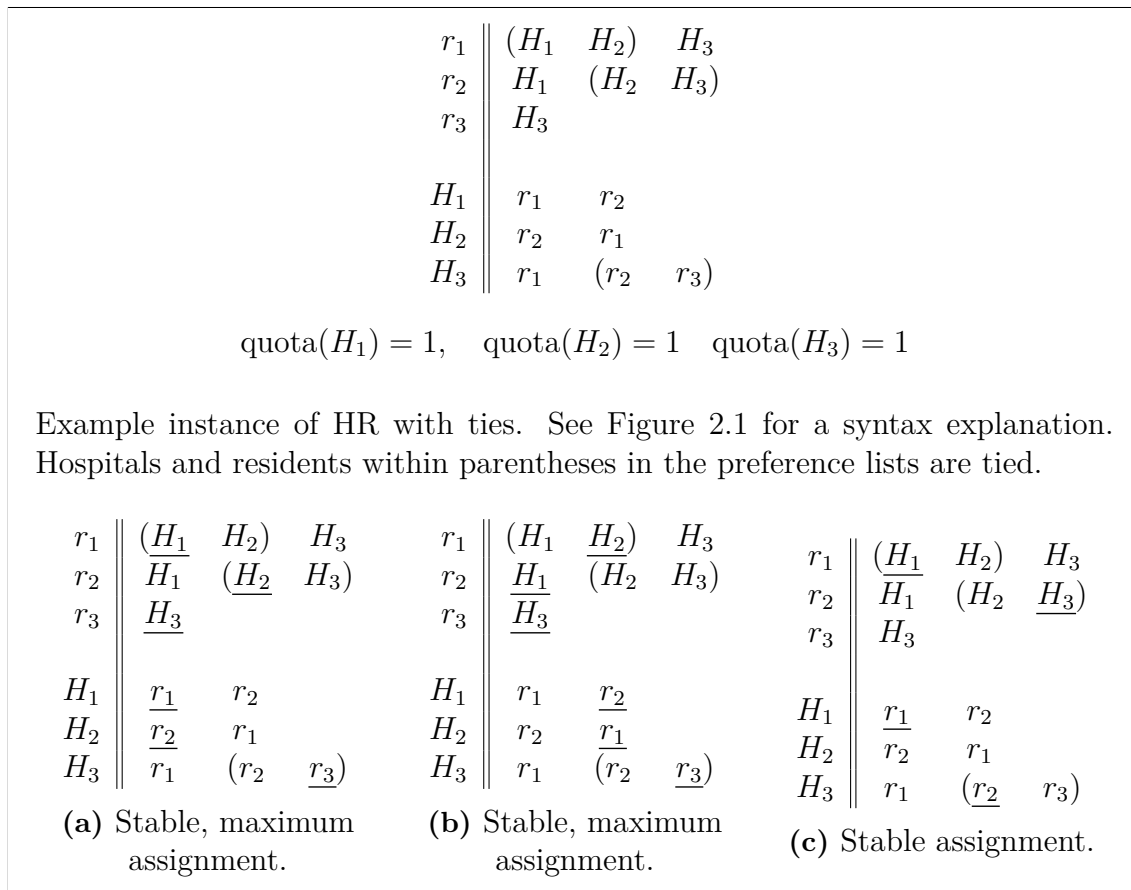 r₁ (H₁ H₂) H₃
r₂ H₁ (H₂ H₃)
r₃ H₃
H₁ r₁ r₂
H₂ r₂ r₁
H₃ r₁ (r₂ r₃)
quota(H₁) = 1, quota(H₂) = 1 quota(H₃) = 1
Example instance of HR with ties. See Figure 2.1 for a syntax explanation.
Hospitals and residents within parentheses in the preference lists are tied.
r₁ (H₁ H₂) H₃
r₂ H₁ (H₂ H₃)
r₃ H₃
H₁ r₁ r₂
H₂ r₂ r₁
H₃ r₁ (r₂ r₃)
(a) Stable, maximum
assignment.
r₁ (H₁ H₂) H₃
r₂ H₁ (H₂ H₃)
r₃ H₃
H₁ r₁ r₂
H₂ r₂ r₁
H₃ r₁ (r₂ r₃)
(b) Stable, maximum
assignment.
r₁ (H₁ H₂) H₃
r₂ H₁ (H₂ H₃)
r₃ H₃
H₁ r₁ r₂
H₂ r₂ r₁
H₃ r₁ (r₂ r₃)
(c) Stable assignment.